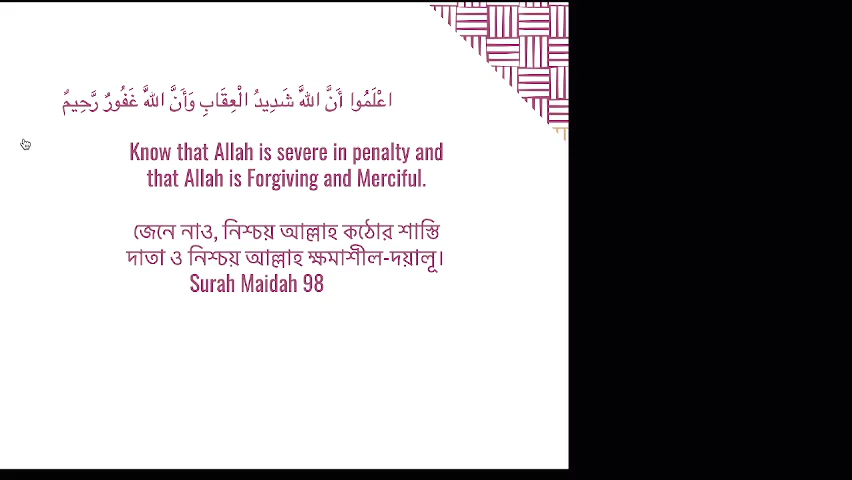 اعْلَمُوا أَنَّ اللَّهَ شَدِيدُ الْعِقَابِ وَأَنَّ اللَّهَ غَفُورٌ رَّحِيمٌ
Know that Allah is severe in penalty and
that Allah is Forgiving and Merciful.
জেনে নাও, নিশ্চয় আল্লাহ কঠোর শাস্তি
দাতা ও নিশ্চয় আল্লাহ ক্ষমাশীল-দয়ালূ।
Surah Maidah 98